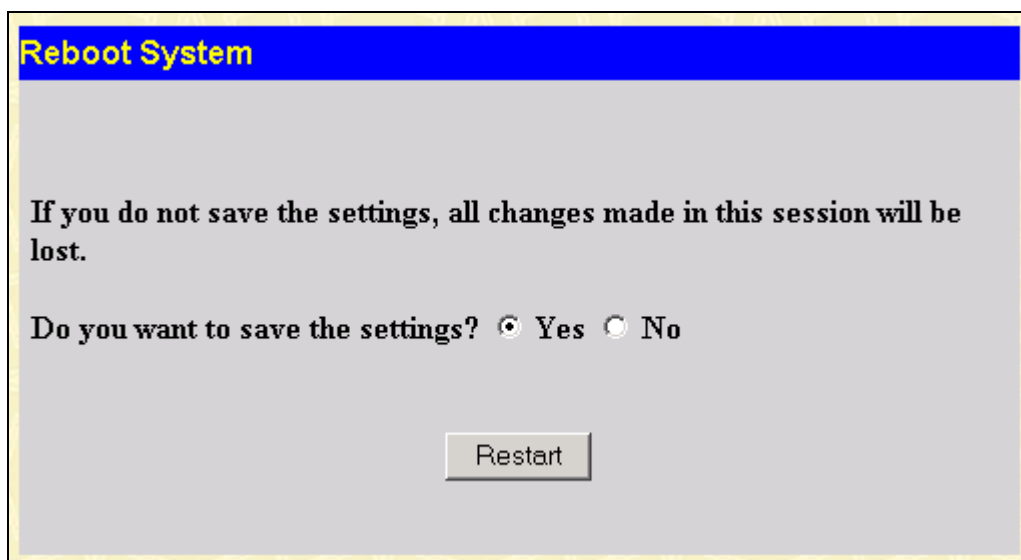 Reboot System
If you do not save the settings, all changes made in this session will be
lost.
Do you want to save the settings? Yes No
Restart